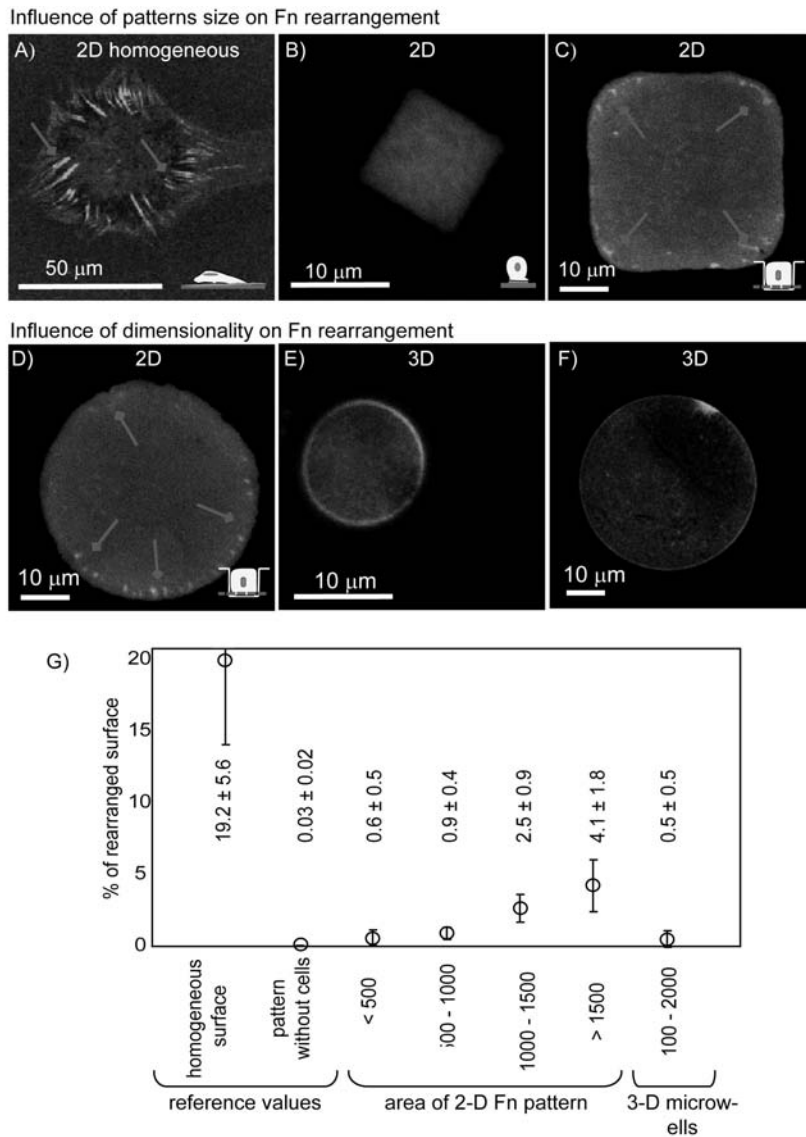 Influence of patterns size on Fn rearrangement
A) 2D homogeneous
B) 2D
C) 2D
50 μm
10 μm
10 μm
Influence of dimensionality on Fn rearrangement
D) 2D
E) 3D
F) 3D
10 μm
10 μm
10 μm
G)
% of rearranged surface
20
15
10
5
0
19.2 ± 5.6
0.03 ± 0.02
0.6 ± 0.5
0.9 ± 0.4
2.5 ± 0.9
4.1 ± 1.8
0.5 ± 0.5
homogeneous
surface
pattern
without cells
< 500
00 - 1000
1000 - 1500
> 1500
100 - 2000
reference values
area of 2-D Fn pattern
3-D microw-
ells